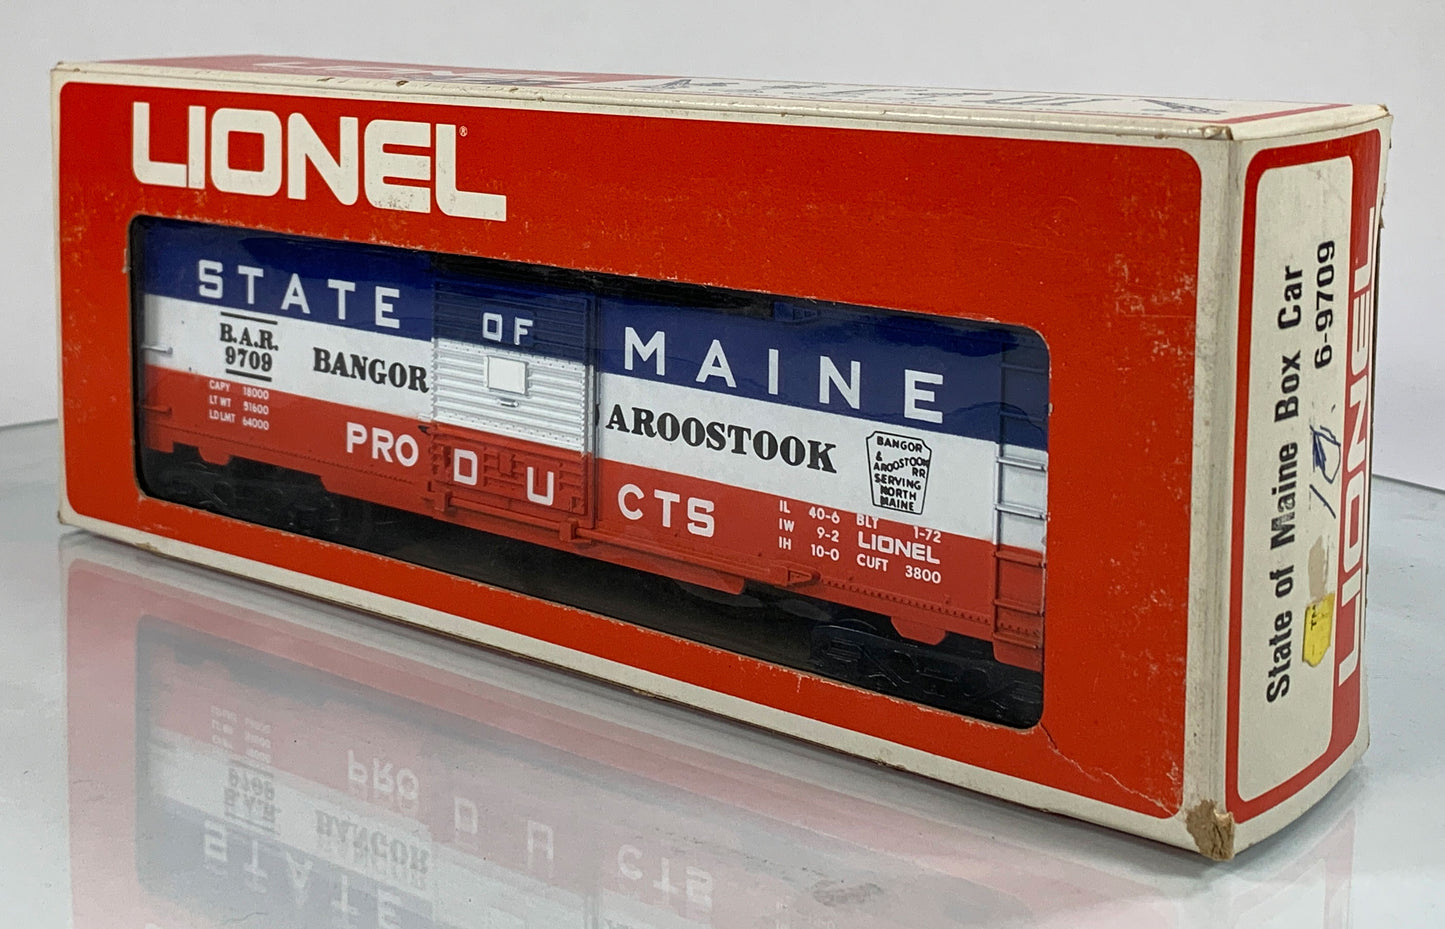 LIONEL®
STATE OF MAINE
B.A.R.
9709
BANGOR AROOSTOOK
CAPY 18000
LT WT 51600
LD LMT 64000
PRODUCTS
BANGOR
&
AROOSTOOK
RR
SERVING
NORTH
MAINE
IL 40-6
IW 9-2
IH 10-0
BLT 1-72
LIONEL
CUFT 3800
State of Maine Box Car
6-9709
LIONEL